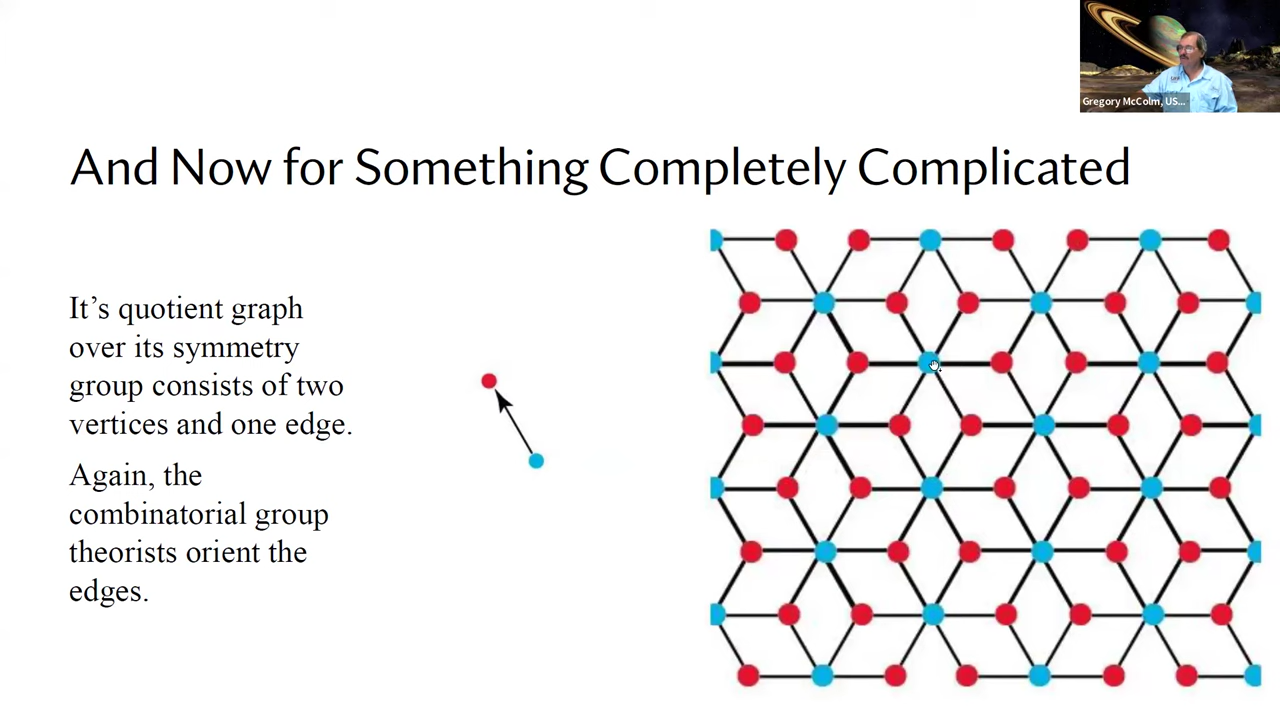 Gregory McColm, US...
And Now for Something Completely Complicated
It’s quotient graph
over its symmetry
group consists of two
vertices and one edge.
Again, the
combinatorial group
theorists orient the
edges.